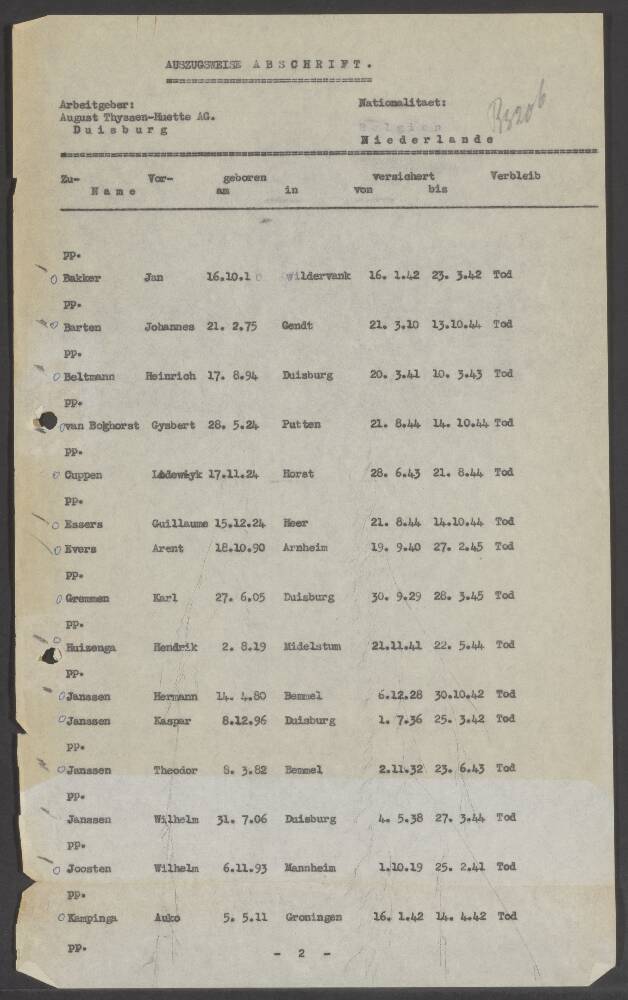 AUSZUGSWEISE A B S C H R I F T .
Arbeitgeber: Nationalitaet:
August Thyssen-Huette AG.
D u i s b u r g B e l g i e n
N i e d e r l a n d e
Zu- Vor- geboren versichert Verbleib
N a m e am in von bis
pp.
Bakker Jan 16.10.1 Wildervank 16. 1.42 23. 3.42 Tod
pp.
Barten Johannes 21. 2.75 Gendt 21. 3.10 13.10.44 Tod
pp.
Beltmann Heinrich 17. 8.94 Duisburg 20. 3.41 10. 3.43 Tod
pp.
van Boghorst Gysbert 28. 5.24 Putten 21. 8.44 14. 10.44 Tod
pp.
Cuppen Lodewyk 17.11.24 Horst 28. 6.43 21. 8.44 Tod
pp.
Essers Guillaume 15.12.24 Heer 21. 8.44 14.10.44 Tod
Evers Arent 18.10.90 Arnheim 19. 9.40 27. 2.45 Tod
pp.
Gremmen Karl 27. 6.05 Duisburg 30. 9.29 28. 3.45 Tod
pp.
Huizenga Hendrik 2. 8.19 Midelstum 21.11.41 22. 5.44 Tod
pp.
Janssen Hermann 14. 4.80 Bemmel 6.12.28 30.10.42 Tod
Janssen Kaspar 8.12.96 Duisburg 1. 7.36 25. 3.42 Tod
pp.
Janssen Theodor 8. 3.82 Bemmel 2.11.32 23. 6.43 Tod
pp.
Janssen Wilhelm 31. 7.06 Duisburg 4. 5.38 27. 3.44 Tod
pp.
Joosten Wilhelm 6.11.93 Mannheim 1.10.19 25. 2.41 Tod
pp.
Kampinga Auko 5. 5.11 Groningen 16. 1.42 14. 4.42 Tod
pp.
- 2 -